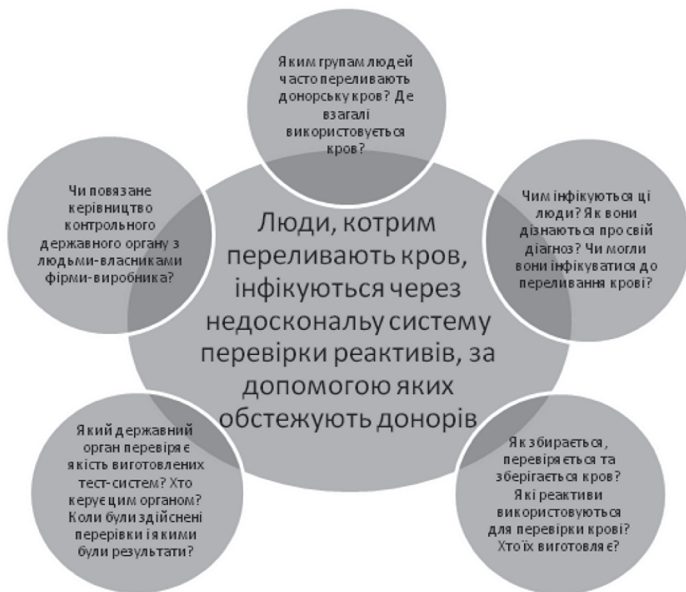 Яким групам людей
часто переливають
донорську кров? Де
взагалі
використовується
кров?
Чи повязане
керівництво
контрольного
державного органу з
людьми-власниками
фірми-виробника?
Чим інфікуються ці
люди? Як вони
дізнаються про свій
діагноз? Чи могли
вони інфікуватися до
переливання крові?
Люди, котрим
переливають кров,
інфікуються через
недоскональу систему
перевірки реактивів, за
допомогою яких
обстежують донорів
Який державний
орган перевіряє
якість виготовлених
тест-систем? Хто
керує цим органом?
Коли були здійснені
перерівки і якими
були результати?
Як збирається,
перевіряється та
зберігається кров?
Які реактиви
використовуються
для перевірки крові?
Хто їх виготовляє?